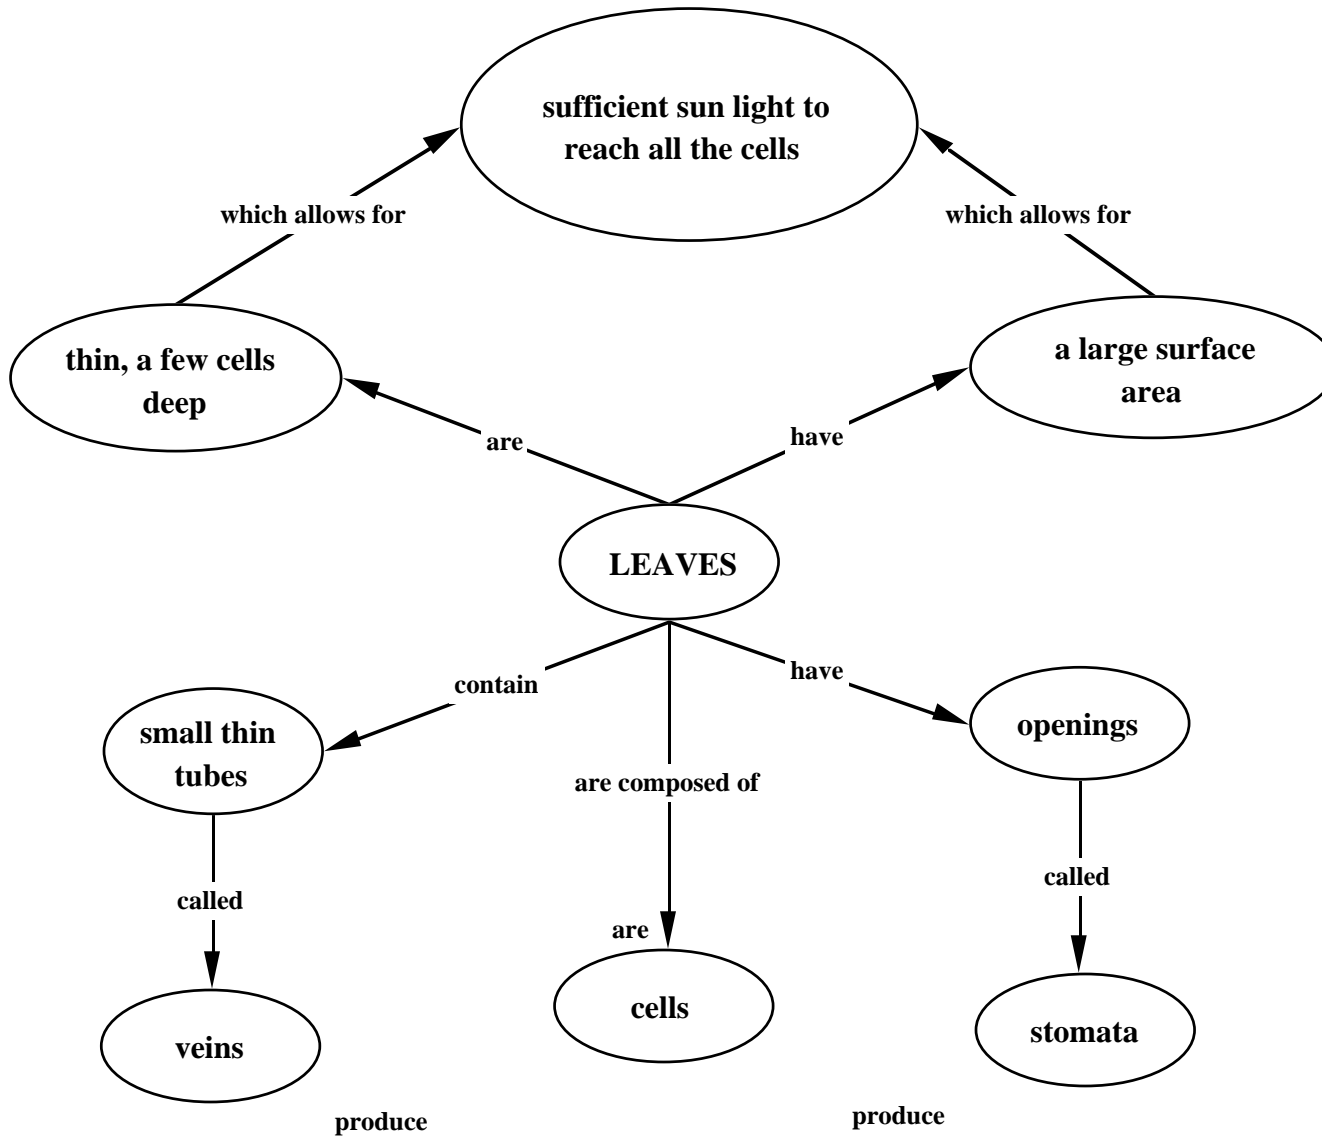 sufficient sun light to
reach all the cells
which allows for
which allows for
thin, a few cells
deep
a large surface
area
are
have
LEAVES
contain
have
small thin
tubes
openings
are composed of
called
called
are
veins
cells
stomata
produce
produce